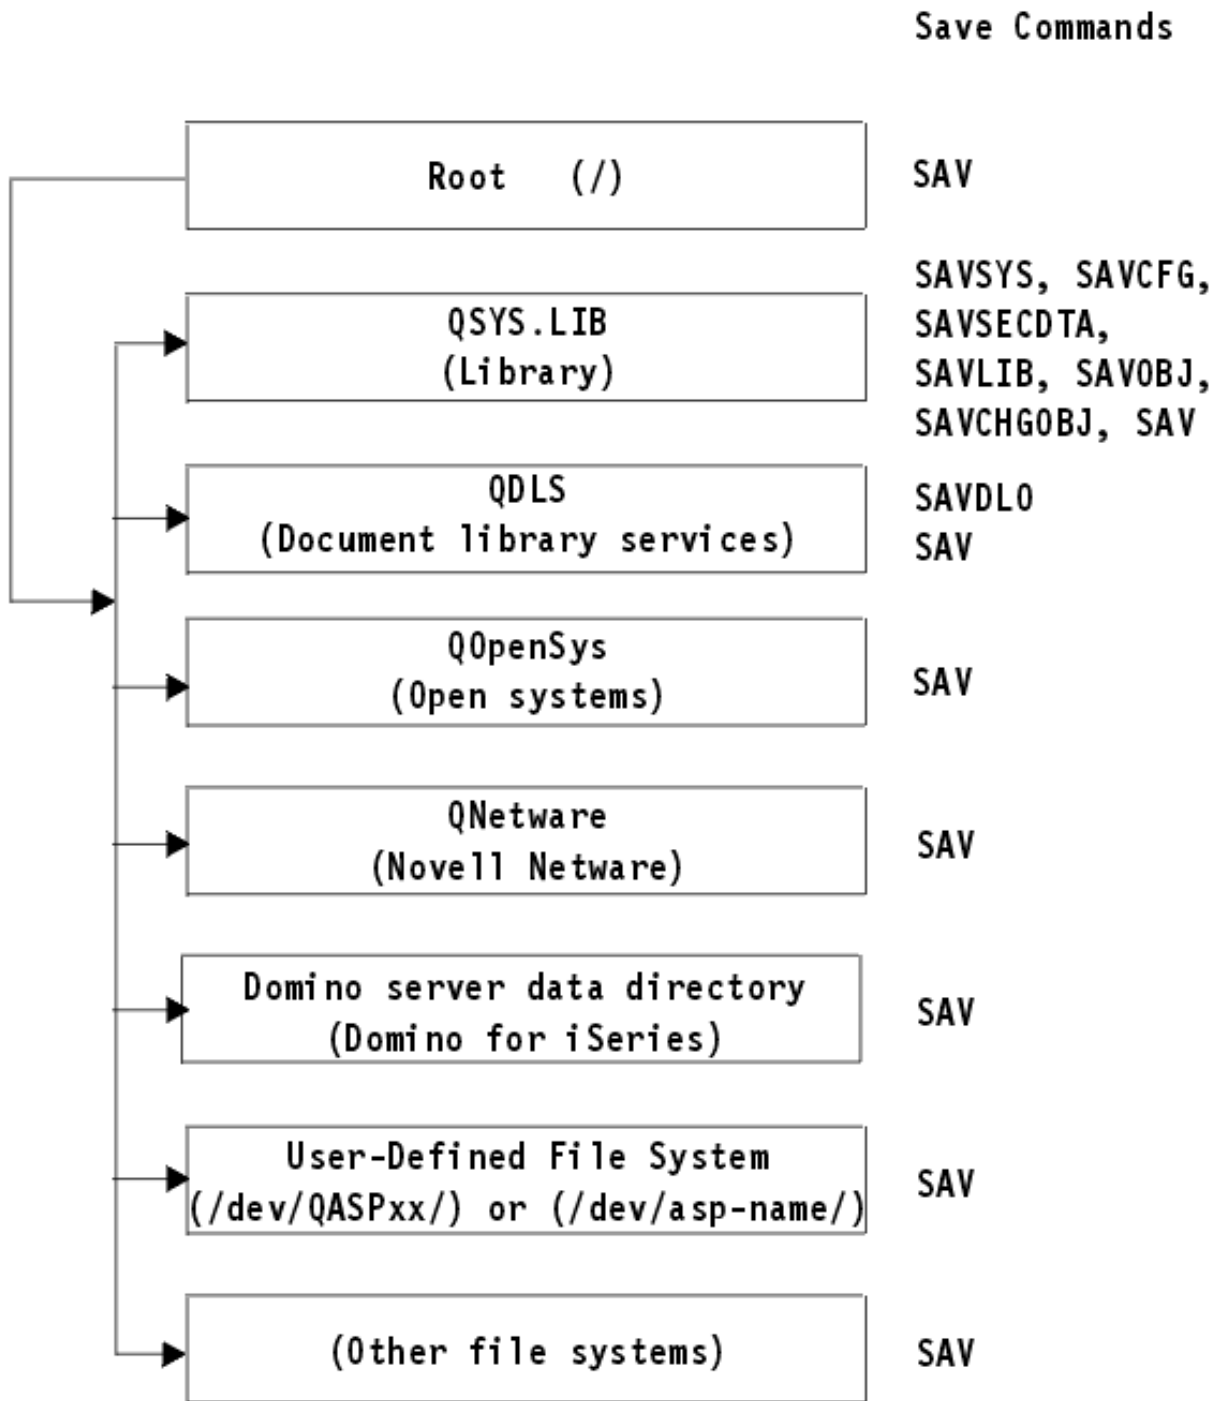 Save Commands
Root (/)
SAV
QSYS.LIB
(Library)
SAVSYS, SAVCFG,
SAVSECDTA,
SAVLIB, SAVOBJ,
SAVCHGOBJ, SAV
QDLS
(Document library services)
SAVDLO
SAV
QOpenSys
(Open systems)
SAV
QNetware
(Novell Netware)
SAV
Domino server data directory
(Domino for iSeries)
SAV
User-Defined File System
(/dev/QASPxx/) or (/dev/asp-name/)
SAV
(Other file systems)
SAV